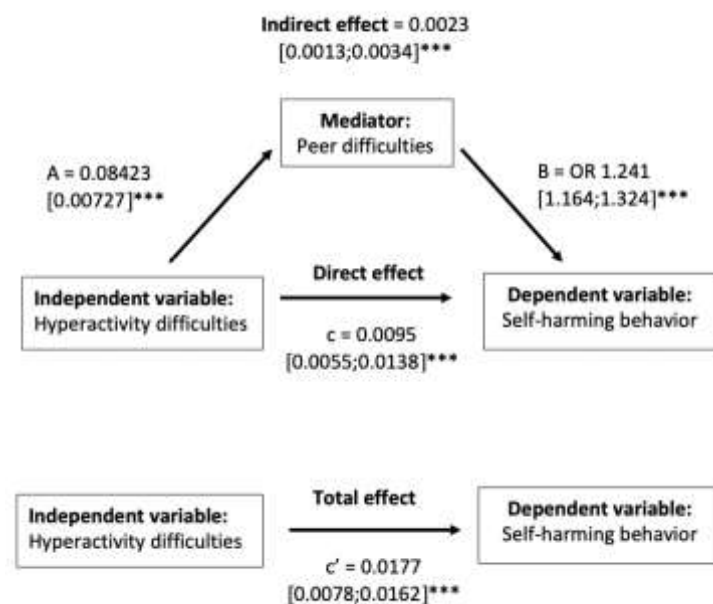 Indirect effect = 0.0023
[0.0013;0.0034]***
Mediator:
Peer difficulties
A = 0.08423
[0.00727]***
B = OR 1.241
[1.164;1.324]***
Independent variable:
Hyperactivity difficulties
Direct effect
c = 0.0095
[0.0055;0.0138]***
Dependent variable:
Self-harming behavior
Independent variable:
Hyperactivity difficulties
Total effect
c' = 0.0177
[0.0078;0.0162]***
Dependent variable:
Self-harming behavior